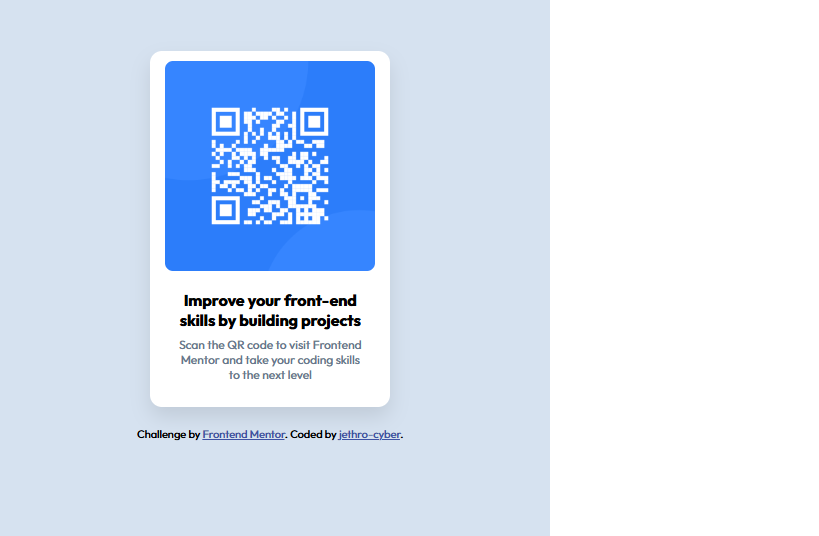 Improve your front-end
skills by building projects
Scan the QR code to visit Frontend
Mentor and take your coding skills
to the next level
Challenge by Frontend Mentor. Coded by jethro-cyber.